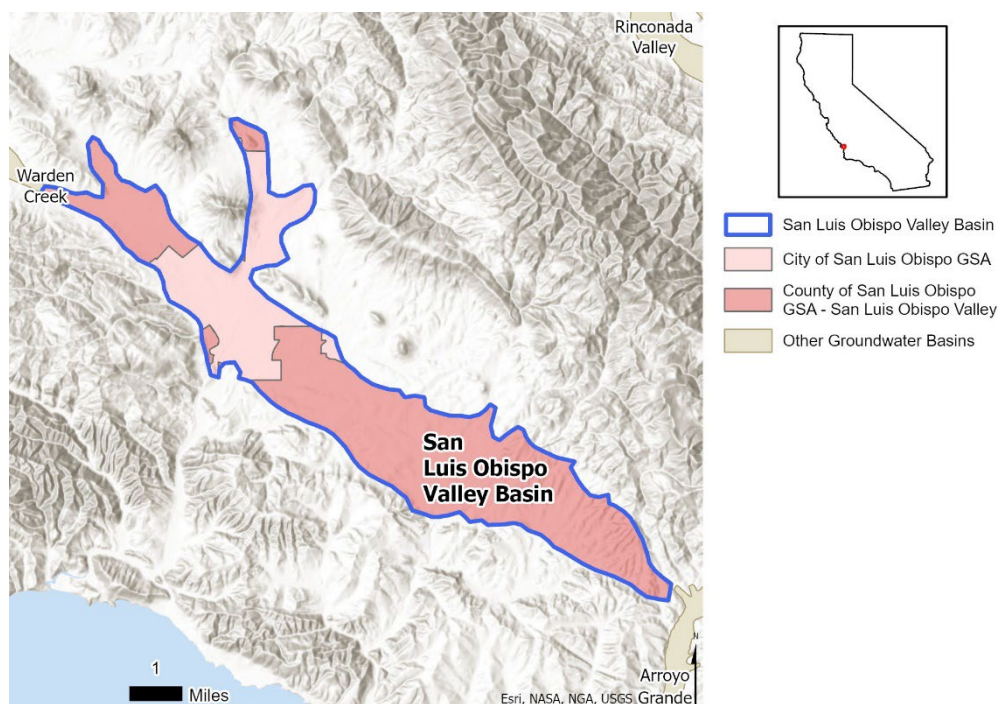 Rinconada
Valley
Warden
Creek
San
Luis Obispo
Valley Basin
1
Miles
N
Arroyo
Grande
Esri, NASA, NGA, USGS
San Luis Obispo Valley Basin
City of San Luis Obispo GSA
County of San Luis Obispo
GSA - San Luis Obispo Valley
Other Groundwater Basins